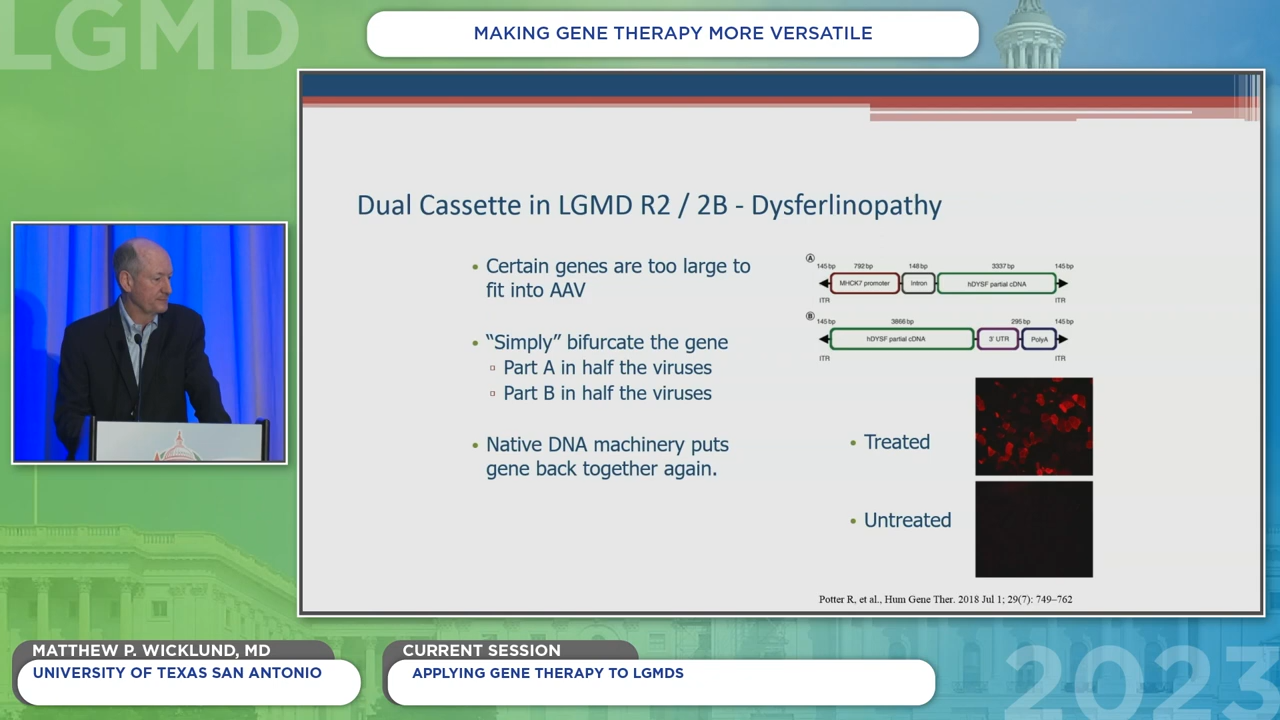 LGMD
MAKING GENE THERAPY MORE VERSATILE
Dual Cassette in LGMD R2 / 2B - Dysferlinopathy
• Certain genes are too large to
fit into AAV
• “Simply” bifurcate the gene
▫ Part A in half the viruses
▫ Part B in half the viruses
• Native DNA machinery puts
gene back together again.
A
145 bp 792 bp 148 bp 3337 bp 145 bp
MHCK7 promoter Intron hDYSF partial cDNA
ITR ITR
B
145 bp 3866 bp 295 bp 145 bp
hDYSF partial cDNA 3' UTR PolyA
ITR ITR
• Treated
• Untreated
Potter R, et al., Hum Gene Ther. 2018 Jul 1; 29(7): 749–762
MATTHEW P. WICKLUND, MD
UNIVERSITY OF TEXAS SAN ANTONIO
CURRENT SESSION
APPLYING GENE THERAPY TO LGMDS
2023